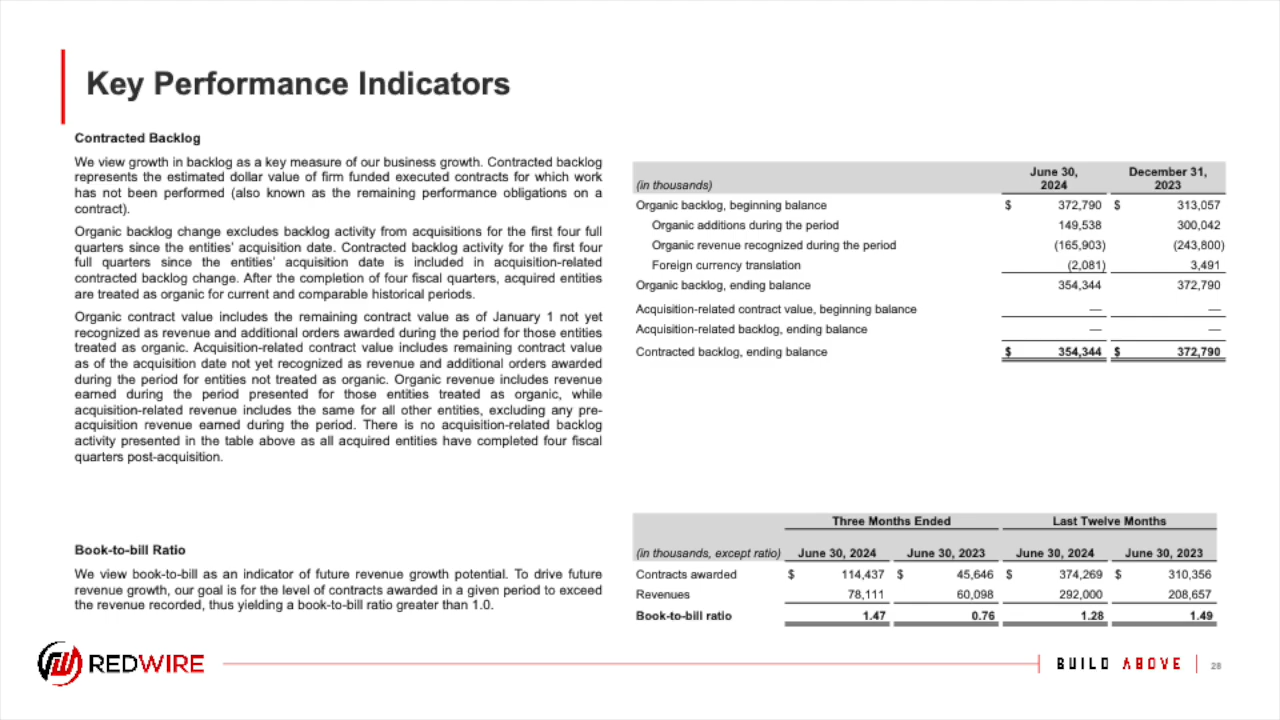 Key Performance Indicators
Contracted Backlog
We view growth in backlog as a key measure of our business growth. Contracted backlog
represents the estimated dollar value of firm funded executed contracts for which work
has not been performed (also known as the remaining performance obligations on a
contract).
Organic backlog change excludes backlog activity from acquisitions for the first four full
quarters since the entities' acquisition date. Contracted backlog activity for the first four
full quarters since the entities' acquisition date is included in acquisition-related
contracted backlog change. After the completion of four fiscal quarters, acquired entities
are treated as organic for current and comparable historical periods.
Organic contract value includes the remaining contract value as of January 1 not yet
recognized as revenue and additional orders awarded during the period for those entities
treated as organic. Acquisition-related contract value includes remaining contract value
as of the acquisition date not yet recognized as revenue and additional orders awarded
during the period for entities not treated as organic. Organic revenue includes revenue
earned during the period presented for those entities treated as organic, while
acquisition-related revenue includes the same for all other entities, excluding any pre-
acquisition revenue earned during the period. There is no acquisition-related backlog
activity presented in the table above as all acquired entities have completed four fiscal
quarters post-acquisition.
(in thousands) June 30, 2024 December 31, 2023
Organic backlog, beginning balance $ 372,790 $ 313,057
Organic additions during the period 149,538 300,042
Organic revenue recognized during the period (165,903) (243,800)
Foreign currency translation (2,081) 3,491
Organic backlog, ending balance 354,344 372,790
Acquisition-related contract value, beginning balance — —
Acquisition-related backlog, ending balance — —
Contracted backlog, ending balance $ 354,344 $ 372,790
Book-to-bill Ratio
We view book-to-bill as an indicator of future revenue growth potential. To drive future
revenue growth, our goal is for the level of contracts awarded in a given period to exceed
the revenue recorded, thus yielding a book-to-bill ratio greater than 1.0.
Three Months Ended Last Twelve Months
(in thousands, except ratio) June 30, 2024 June 30, 2023 June 30, 2024 June 30, 2023
Contracts awarded $ 114,437 $ 45,646 $ 374,269 $ 310,356
Revenues 78,111 60,098 292,000 208,657
Book-to-bill ratio 1.47 0.76 1.28 1.49
REDWIRE
BUILD ABOVE
28